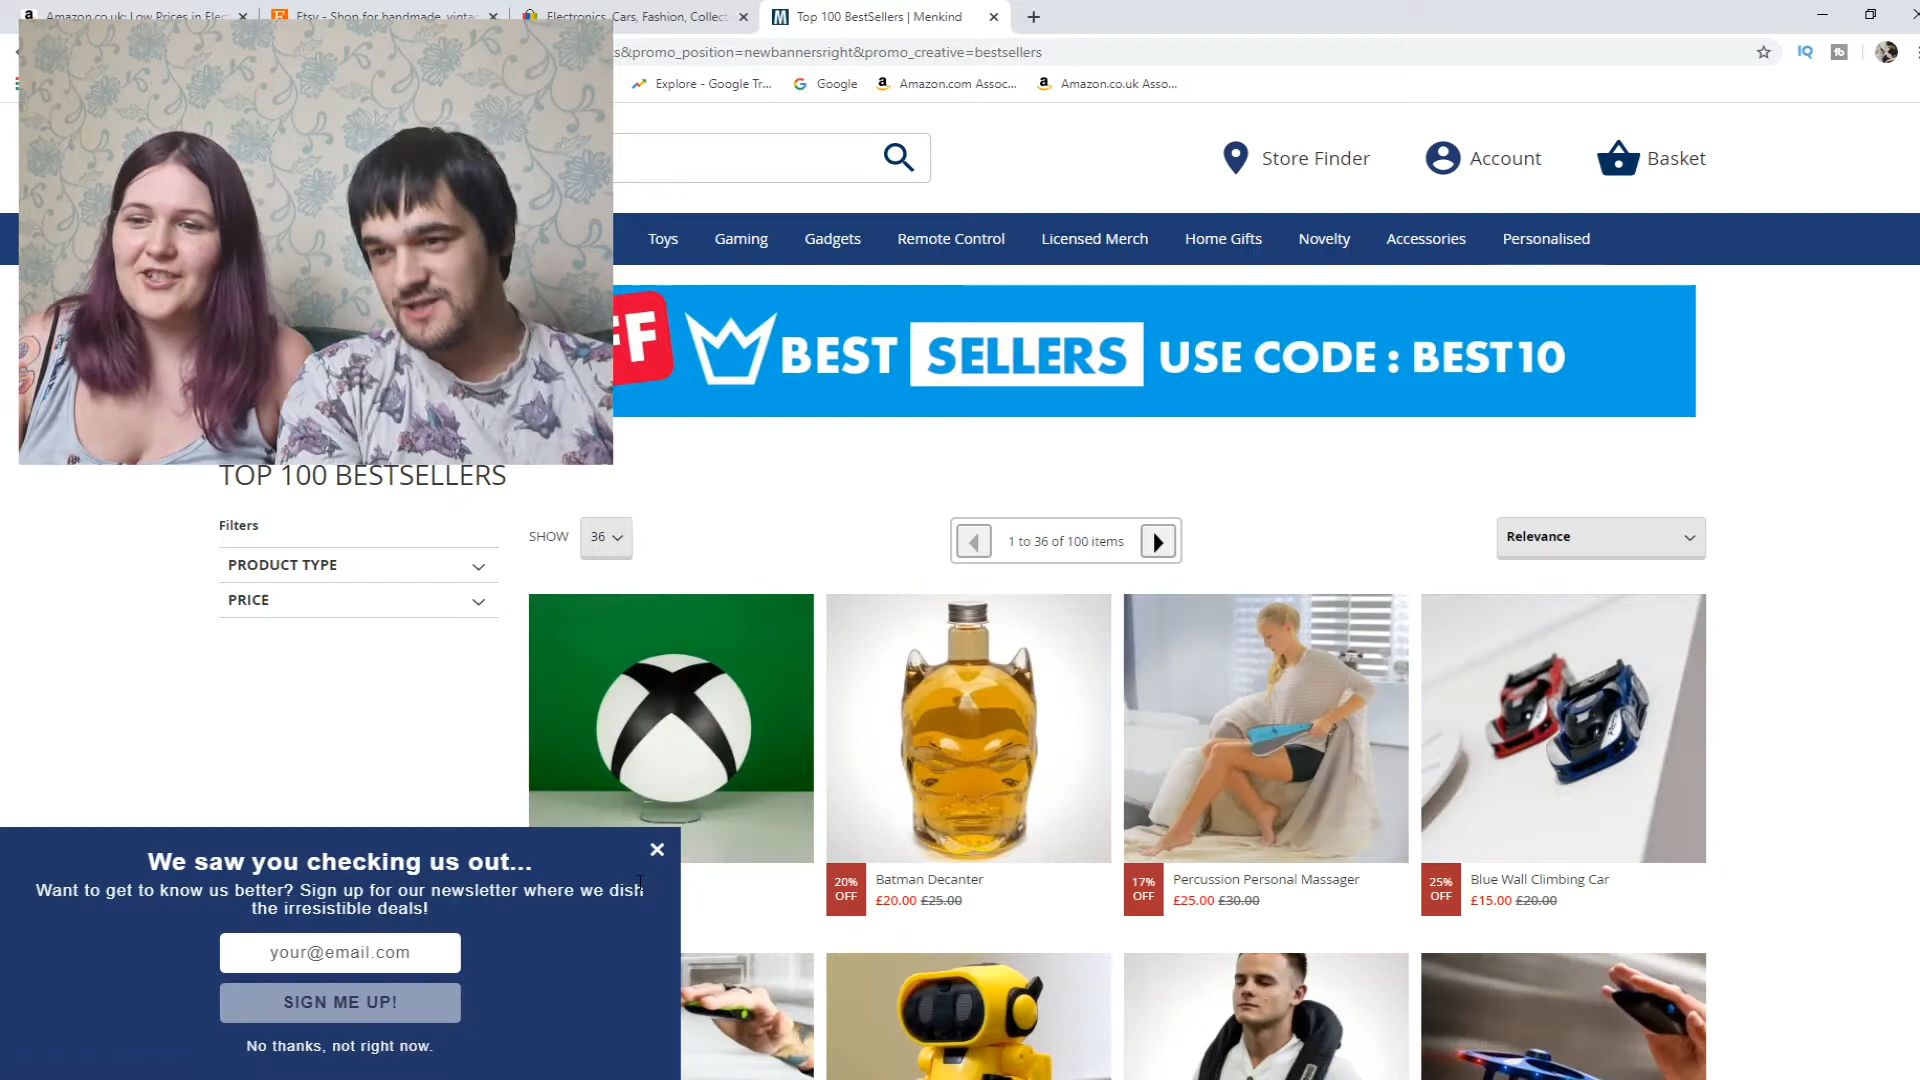 Amazon.co.uk: Low Prices in Elec
Etsy - Shop for handmade, vinta
Electronics, Cars, Fashion, Collect
Top 100 BestSellers | Menkind
&promo_position=newbannersright&promo_creative=bestsellers
Explore - Google Tr...
Google
Amazon.com Assoc...
Amazon.co.uk Asso...
Store Finder
Account
Basket
Toys
Gaming
Gadgets
Remote Control
Licensed Merch
Home Gifts
Novelty
Accessories
Personalised
FF
BEST SELLERS USE CODE : BEST10
TOP 100 BESTSELLERS
Filters
PRODUCT TYPE
PRICE
SHOW
36
1 to 36 of 100 items
Relevance
20% OFF
Batman Decanter
£20.00 £25.00
17% OFF
Percussion Personal Massager
£25.00 £30.00
25% OFF
Blue Wall Climbing Car
£15.00 £20.00
We saw you checking us out...
Want to get to know us better? Sign up for our newsletter where we dish
the irresistible deals!
your@email.com
SIGN ME UP!
No thanks, not right now.